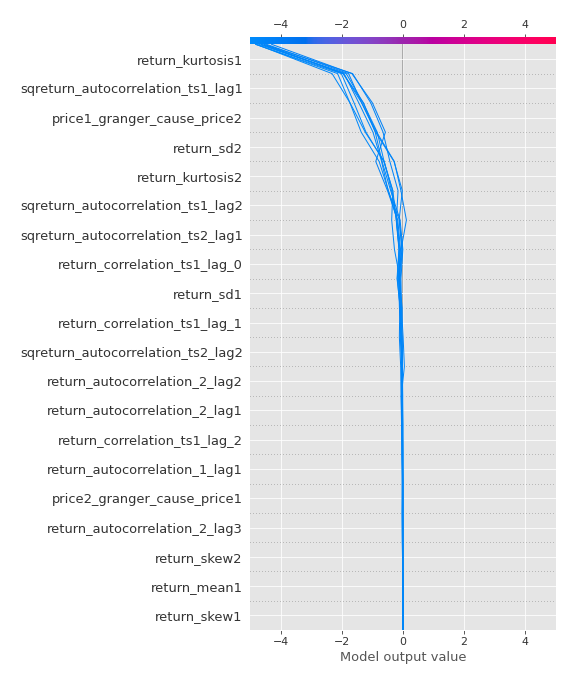 −4 −2 0 2 4
return_kurtosis1
sqreturn_autocorrelation_ts1_lag1
price1_granger_cause_price2
return_sd2
return_kurtosis2
sqreturn_autocorrelation_ts1_lag2
sqreturn_autocorrelation_ts2_lag1
return_correlation_ts1_lag_0
return_sd1
return_correlation_ts1_lag_1
sqreturn_autocorrelation_ts2_lag2
return_autocorrelation_2_lag2
return_autocorrelation_2_lag1
return_correlation_ts1_lag_2
return_autocorrelation_1_lag1
price2_granger_cause_price1
return_autocorrelation_2_lag3
return_skew2
return_mean1
return_skew1
−4 −2 0 2 4
Model output value